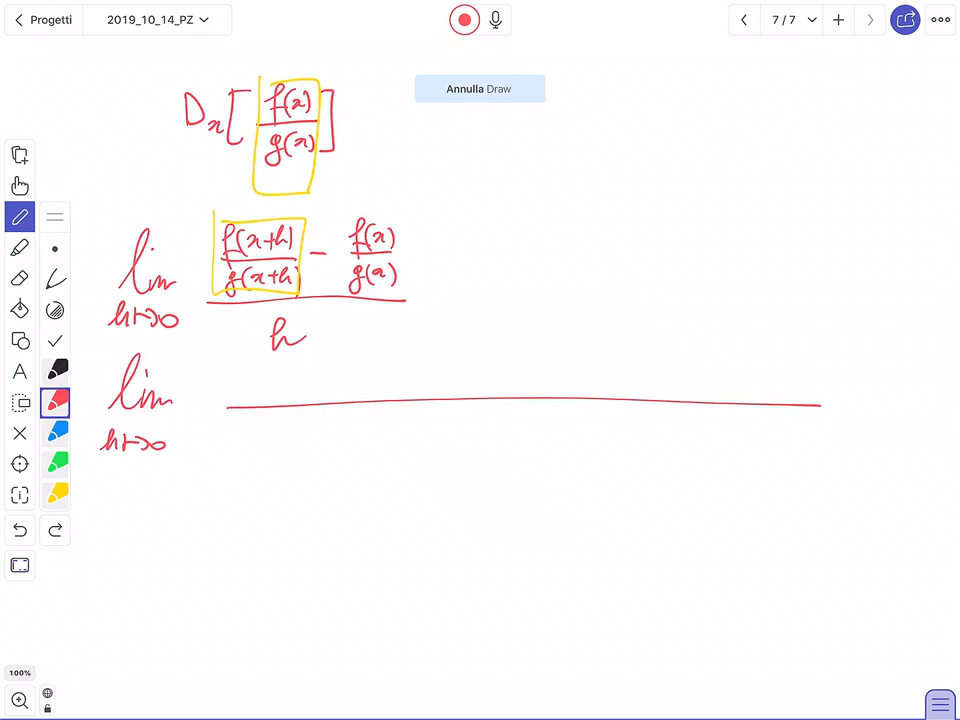 Progetti 2019_10_14_PZ 7/7
Annulla Draw
Dx[f(x)/g(x)]
lim h→0 (f(x+h)/g(x+h) - f(x)/g(x))/h
lim h→0
A
100%